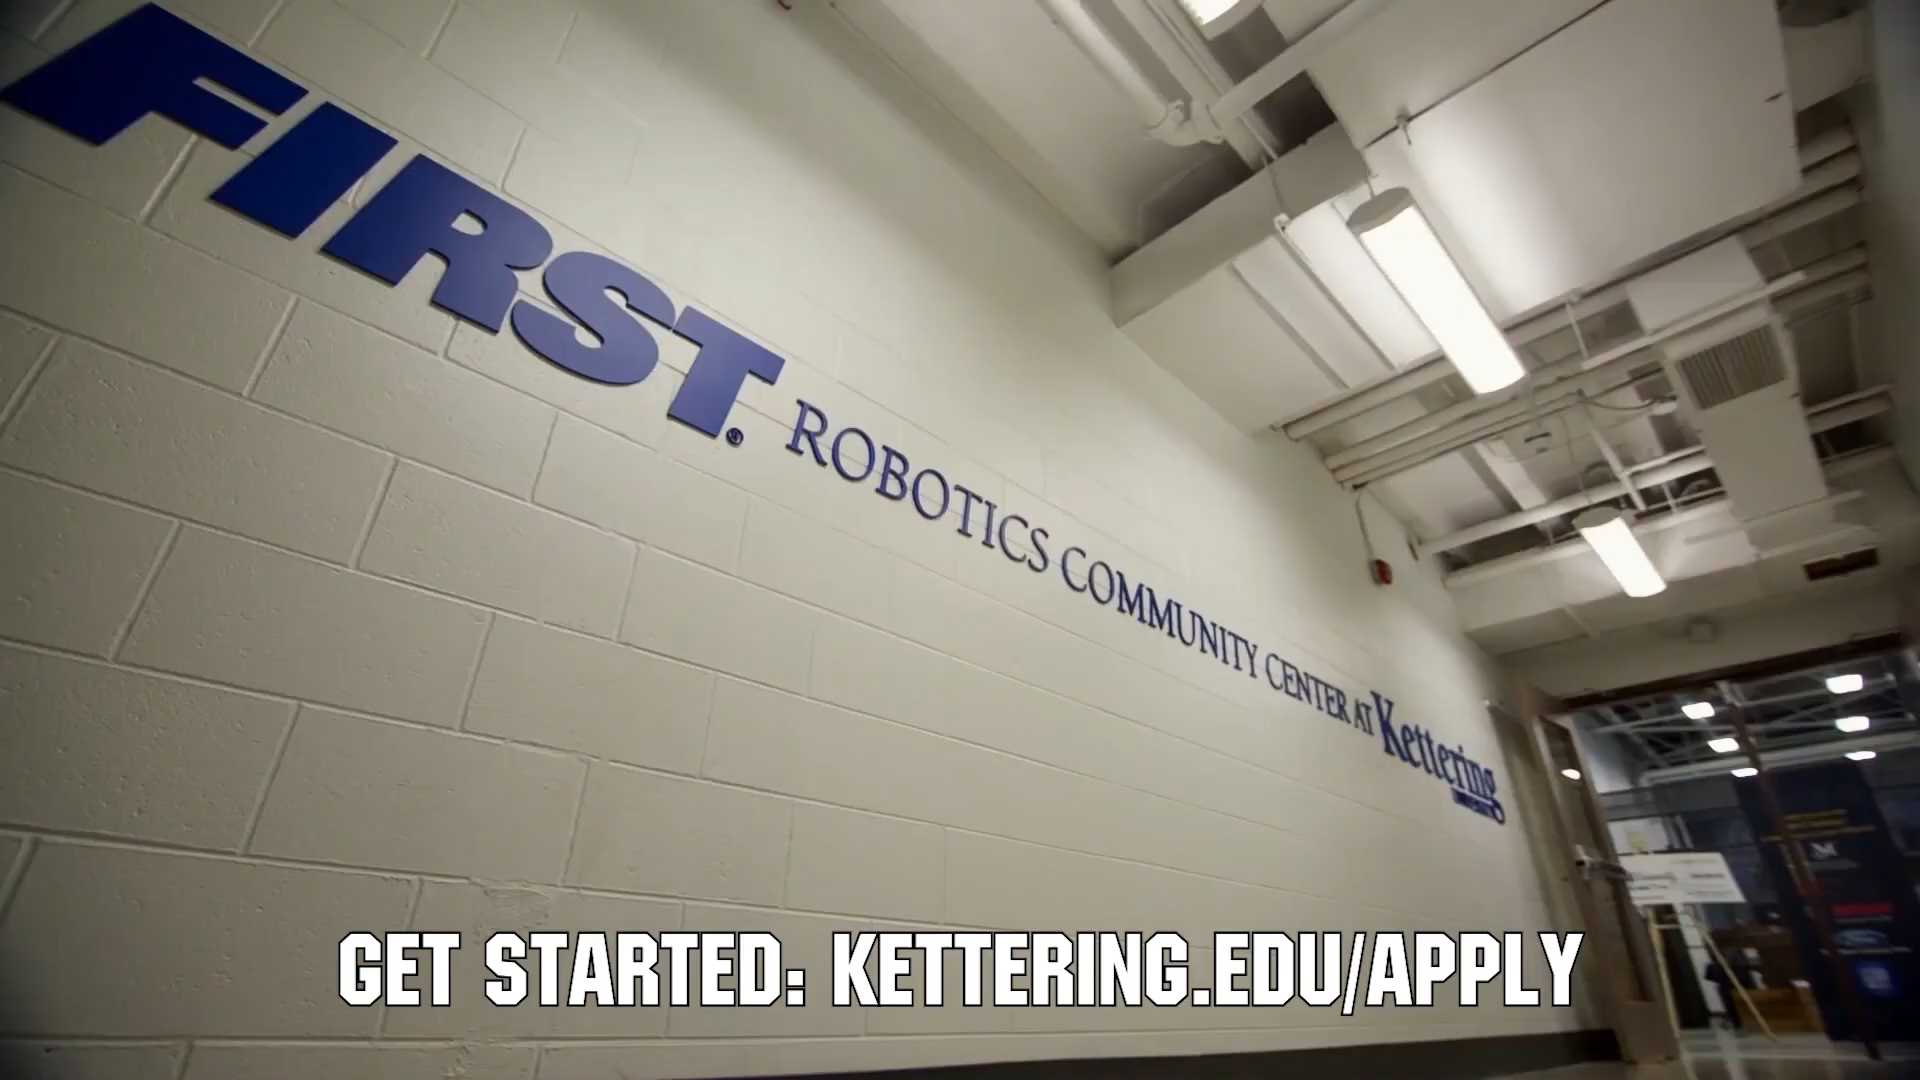 FIRST® ROBOTICS COMMUNITY CENTER AT Kettering
GET STARTED: KETTERING.EDU/APPLY